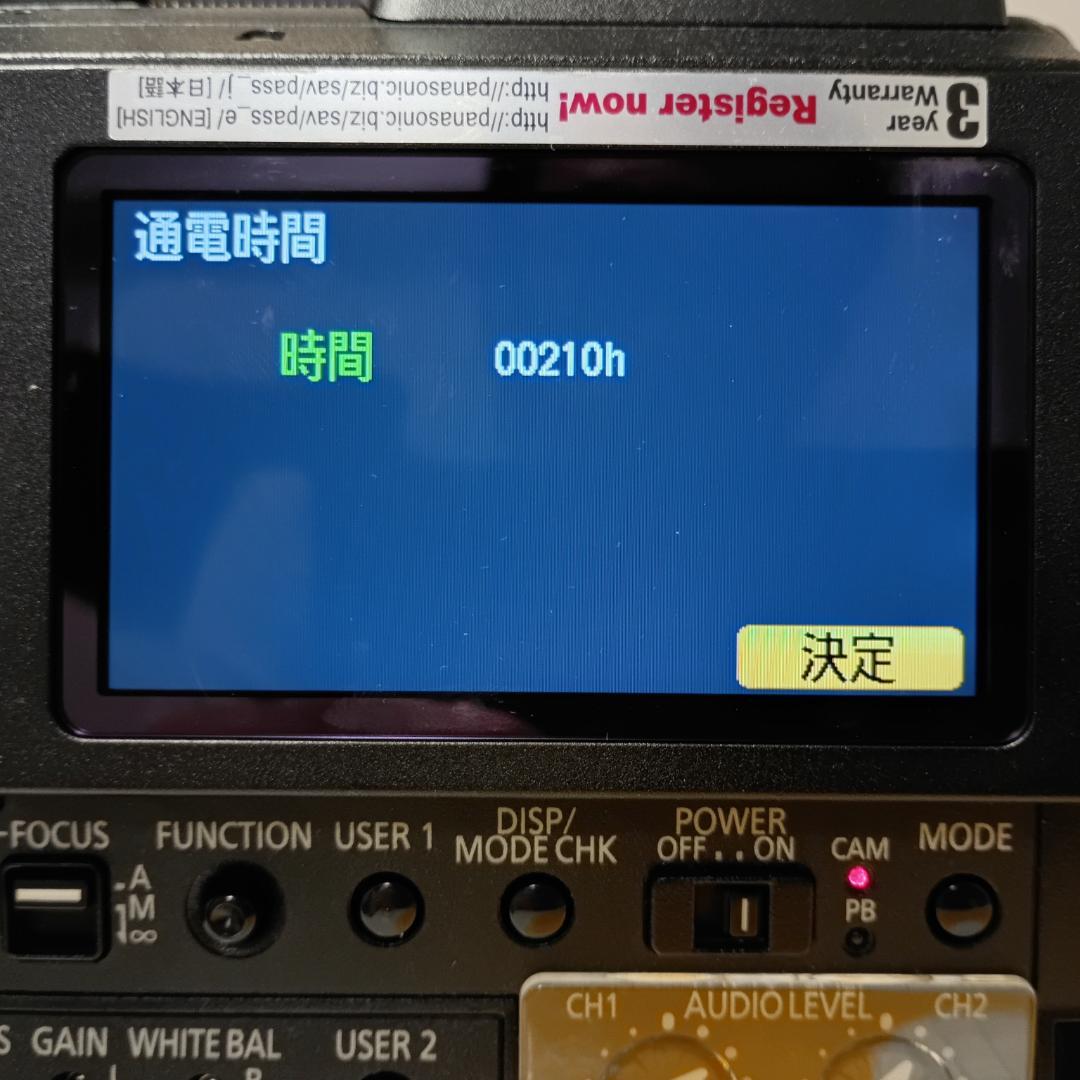 3 year Warranty
Register now!
http://panasonic.biz/sav/pass_e/ [ENGLISH]
http://panasonic.biz/sav/pass_j/ [日本語]
通電時間
時間 00210h
決定
FOCUS
A
M
∞
FUNCTION
USER 1
DISP/
MODE CHK
POWER
OFF . . ON
CAM
PB
MODE
S GAIN
WHITE BAL
USER 2
CH1 AUDIO LEVEL CH2